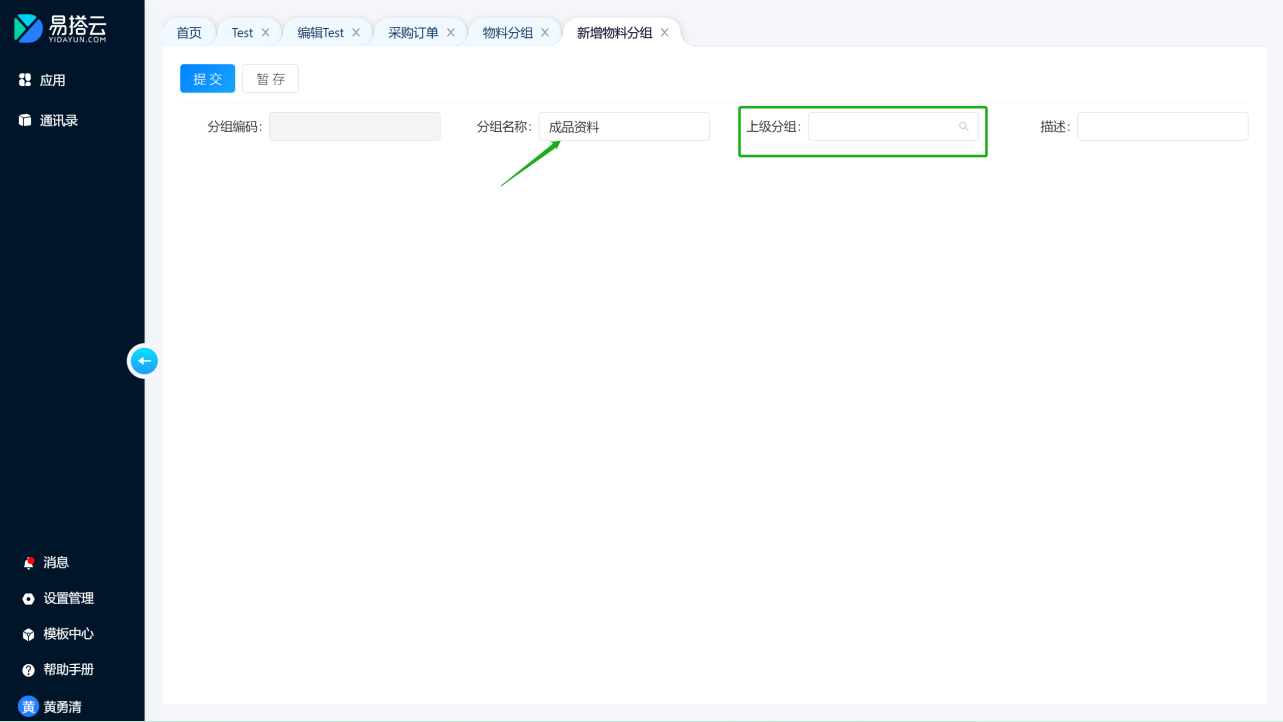 易搭云
YIDAYUN.COM
应用
通讯录
消息
设置管理
模板中心
帮助手册
黄 黄勇清
首页 Test 编辑Test 采购订单 物料分组 新增物料分组
提交 暂存
分组编码: 分组名称: 成品资料 上级分组: 描述: